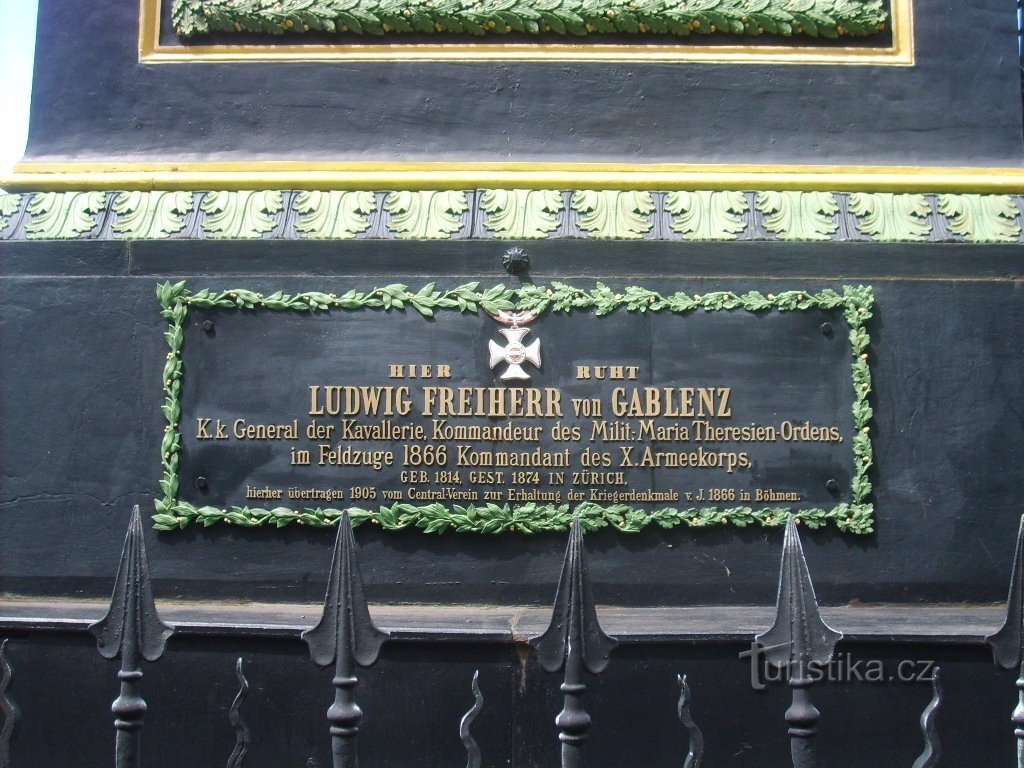 HIER RUHT
LUDWIG FREIHERR von GABLENZ
K. k. General der Kavallerie, Kommandeur des Milit: Maria Theresien-Ordens,
im Feldzuge 1866 Kommandant des X. Armeekorps,
GEB. 1814, GEST. 1874 IN ZÜRICH,
hierher übertragen 1905 vom Central-Verein zur Erhaltung der Kriegerdenkmale v. J. 1866 in Böhmen.
turistika.cz